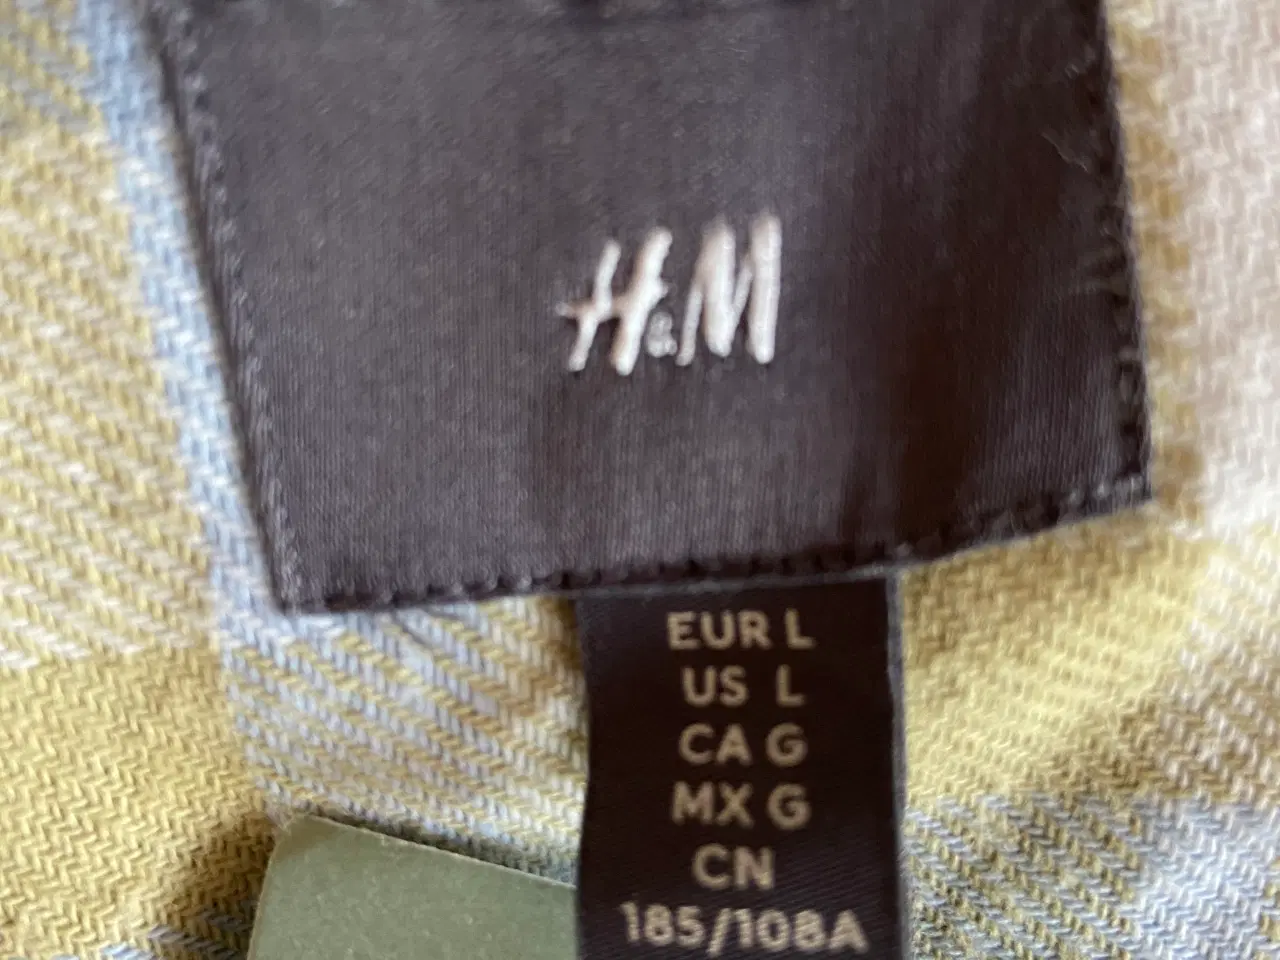 H&M
EUR L
US L
CA G
MX G
CN
185/108A